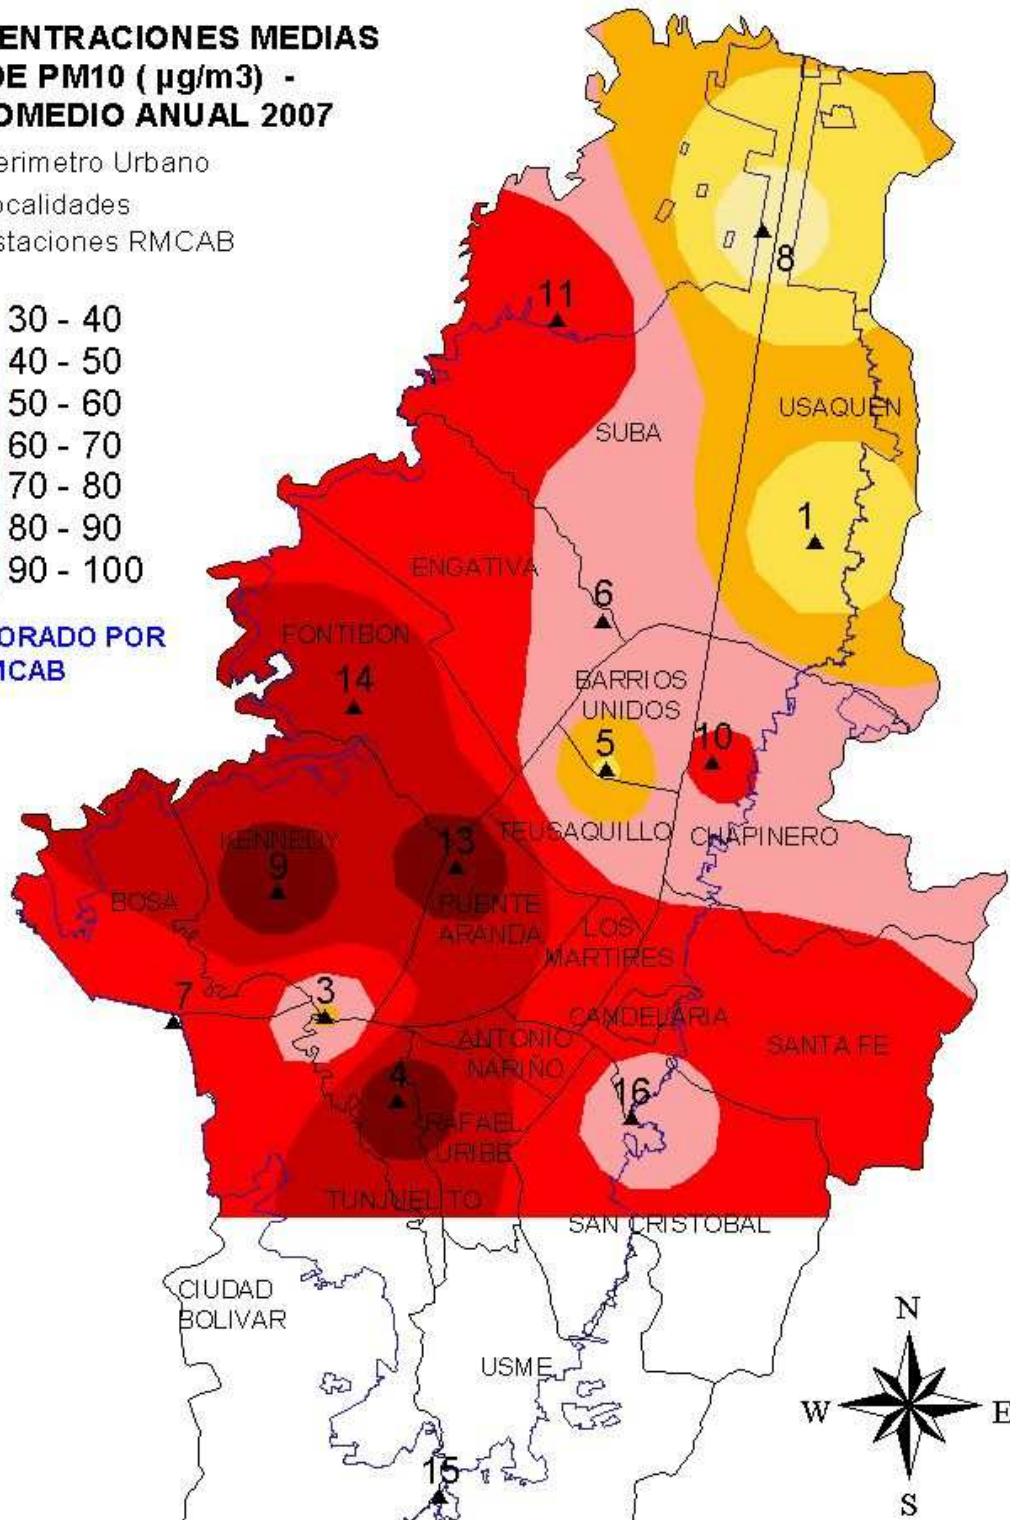 ENTRACIONES MEDIAS
DE PM10 ( µg/m3) -
OMEDIO ANUAL 2007
erimetro Urbano
ocalidades
staciones RMCAB
30 - 40
40 - 50
50 - 60
60 - 70
70 - 80
80 - 90
90 - 100
ORADO POR
MCAB
8
11
USAQUEN
SUBA
1
ENGATIVA
6
FONTIBON
14
BARRIOS
UNIDOS
5
10
KENNEDY
9
13
TEUSAQUILLO
CHAPINERO
BOSA
PUENTE
ARANDA
LOS
MARTIRES
7
3
CANDELARIA
SANTA FE
ANTONIO
NARIÑO
4
16
RAFAEL
URIBE
TUNJUELITO
SAN CRISTOBAL
CIUDAD
BOLIVAR
USME
15
N
W
E
S